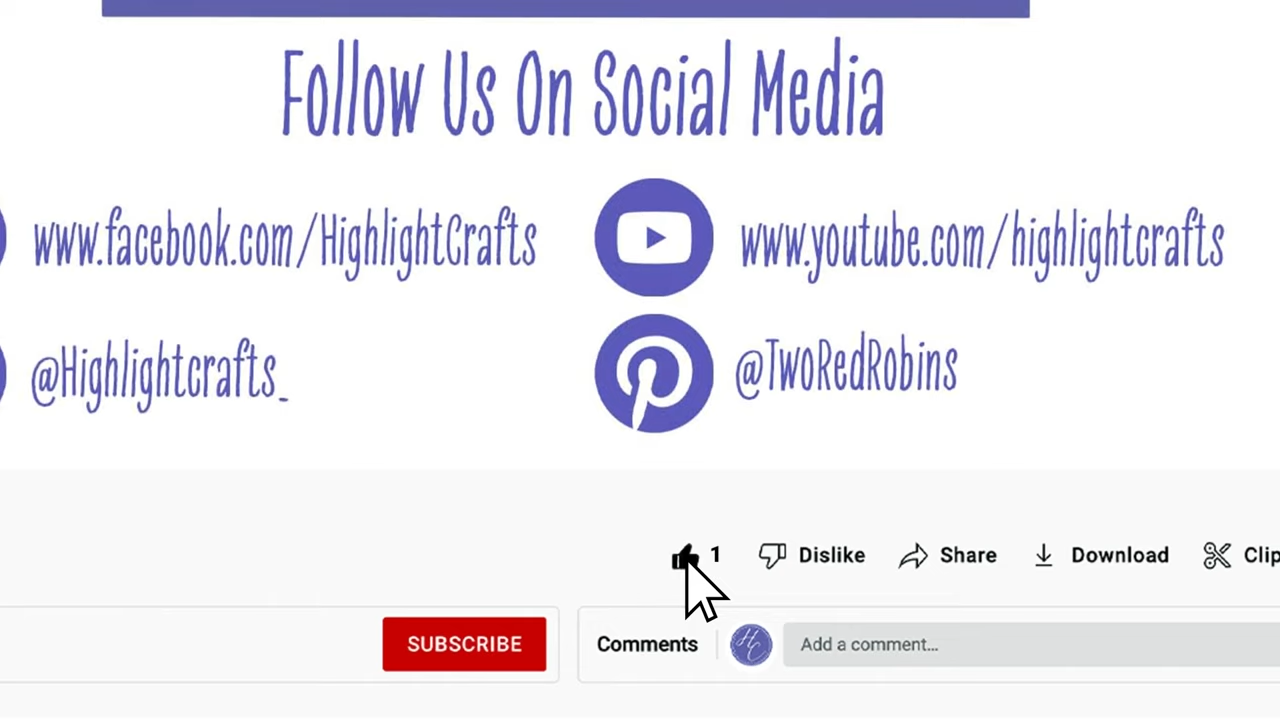 Follow Us On Social Media
www.facebook.com/HighlightCrafts
www.youtube.com/highlightcrafts
@Highlightcrafts_
@TwoRedRobins
1 Dislike Share Download Clip
SUBSCRIBE
Comments Add a comment...
HC